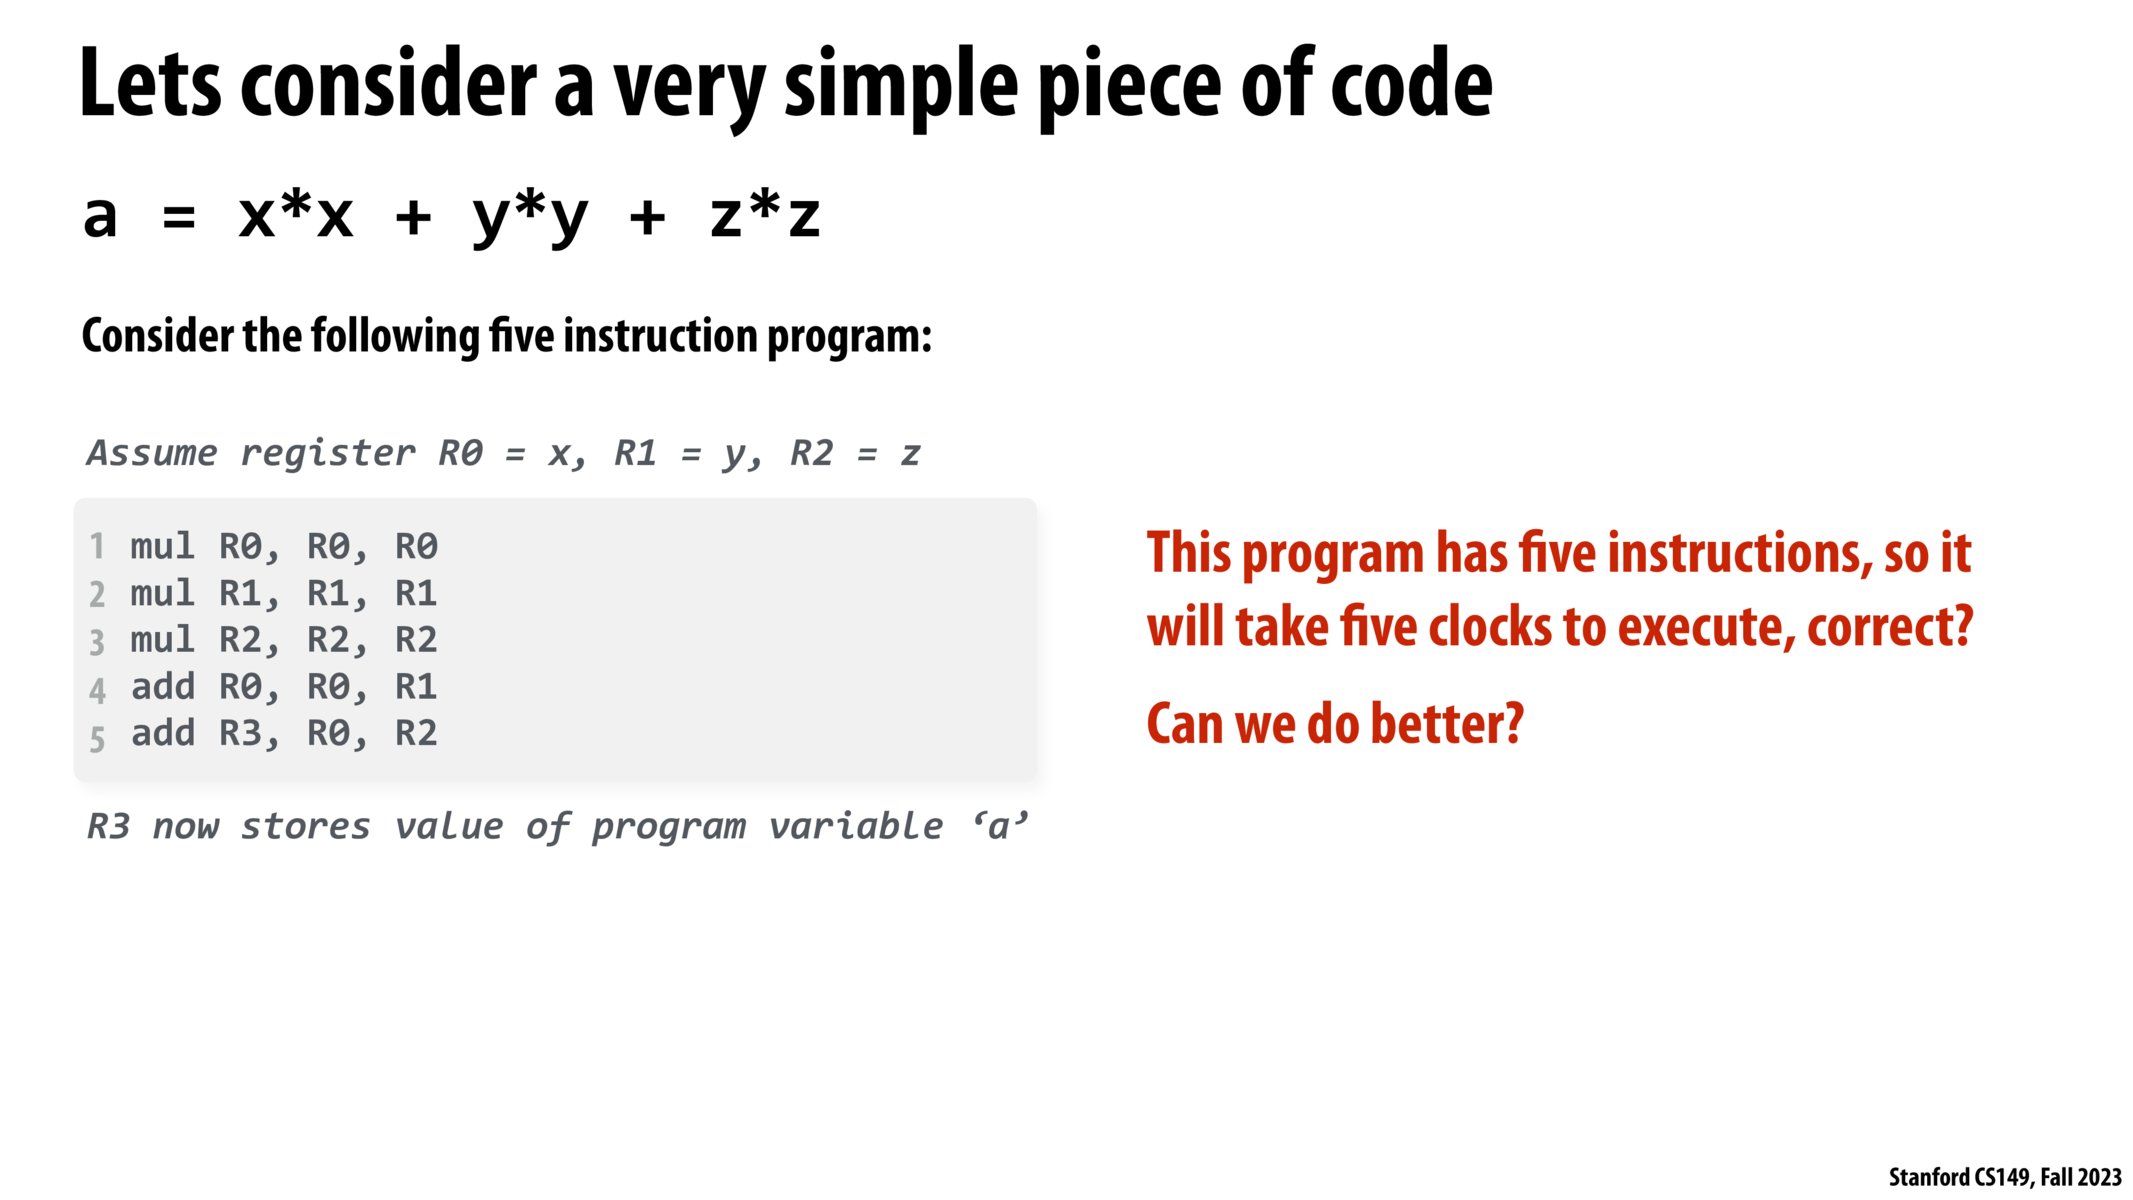 Lets consider a very simple piece of code
a = x*x + y*y + z*z
Consider the following five instruction program:
Assume register R0 = x, R1 = y, R2 = z
1 mul R0, R0, R0
2 mul R1, R1, R1
3 mul R2, R2, R2
4 add R0, R0, R1
5 add R3, R0, R2
R3 now stores value of program variable ‘a’
This program has five instructions, so it
will take five clocks to execute, correct?
Can we do better?
Stanford CS149, Fall 2023